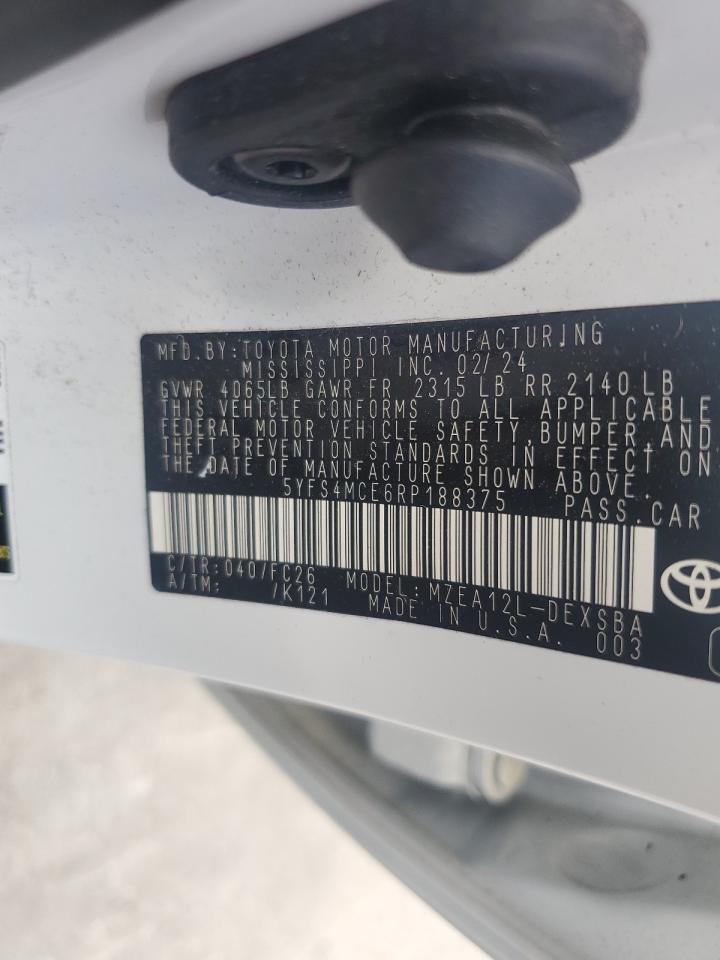 MFD.BY:TOYOTA MOTOR MANUFACTURING
MISSISSIPPI INC. 02/24
GVWR 4065LB GAWR FR 2315 LB RR 2140 LB
THIS VEHICLE CONFORMS TO ALL APPLICABLE
FEDERAL MOTOR VEHICLE SAFETY,BUMPER,AND
THEFT PREVENTION STANDARDS IN EFFECT ON
THE DATE OF MANUFACTURE SHOWN ABOVE.
5YFS4MCE6RP188375 PASS.CAR
C/TR:040/FC26 MODEL:MZEA12L-DEXSBA
A/TM: /K121 MADE IN U.S.A. 003